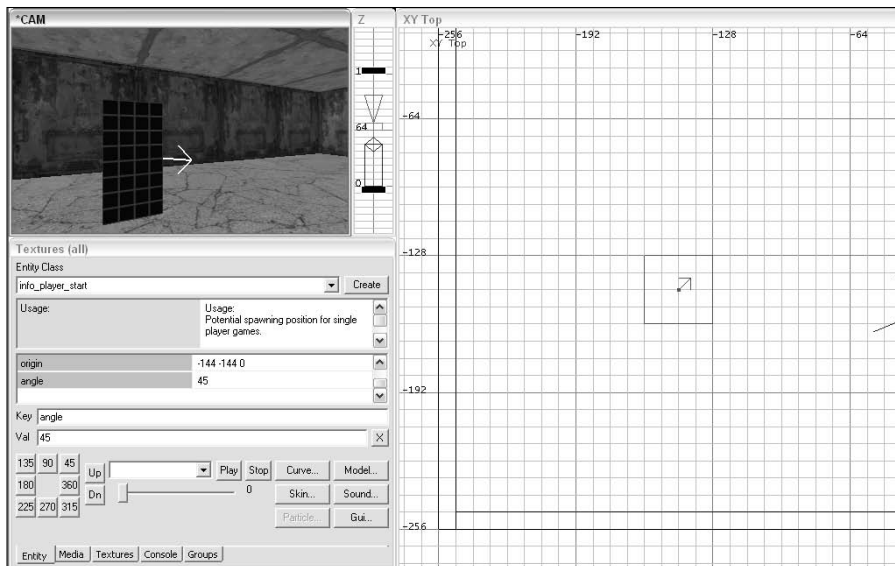 *CAM
Z
XY Top
-256
-192
-128
-64
XY Top
1
64
0
-64
-128
-192
-256
Textures (all)
Entity Class
info_player_start
Create
Usage:
Usage:
Potential spawning position for single
player games.
origin -144 -144 0
angle 45
Key angle
Val 45 X
135 90 45
Up
Play Stop
Curve... Model...
180 360
Dn
0
Skin... Sound...
225 270 315
Particle... Gui...
Entity Media Textures Console Groups